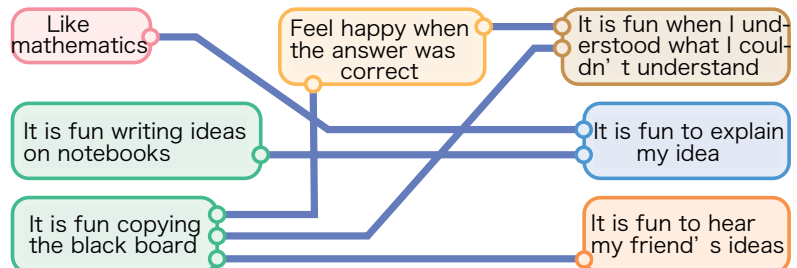 Like
mathematics
Feel happy when
the answer was
correct
It is fun when I und-
erstood what I coul-
dn’t understand
It is fun writing ideas
on notebooks
It is fun to explain
my idea
It is fun copying
the black board
It is fun to hear
my friend’s ideas